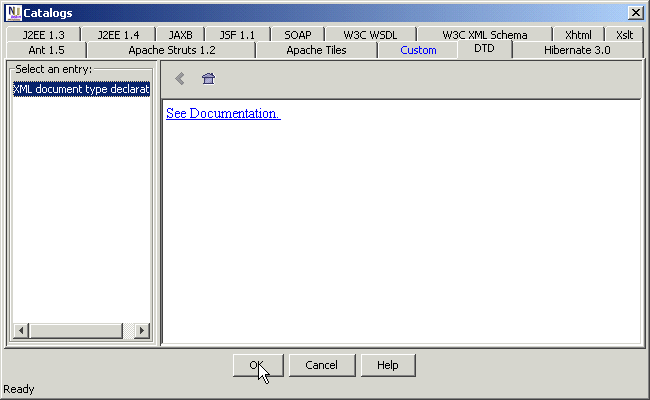 Catalogs
J2EE 1.3 J2EE 1.4 JAXB JSF 1.1 SOAP W3C WSDL W3C XML Schema Xhtml Xslt
Ant 1.5 Apache Struts 1.2 Apache Tiles Custom DTD Hibernate 3.0
Select an entry:
XML document type declarat
See Documentation.
OK Cancel Help
Ready